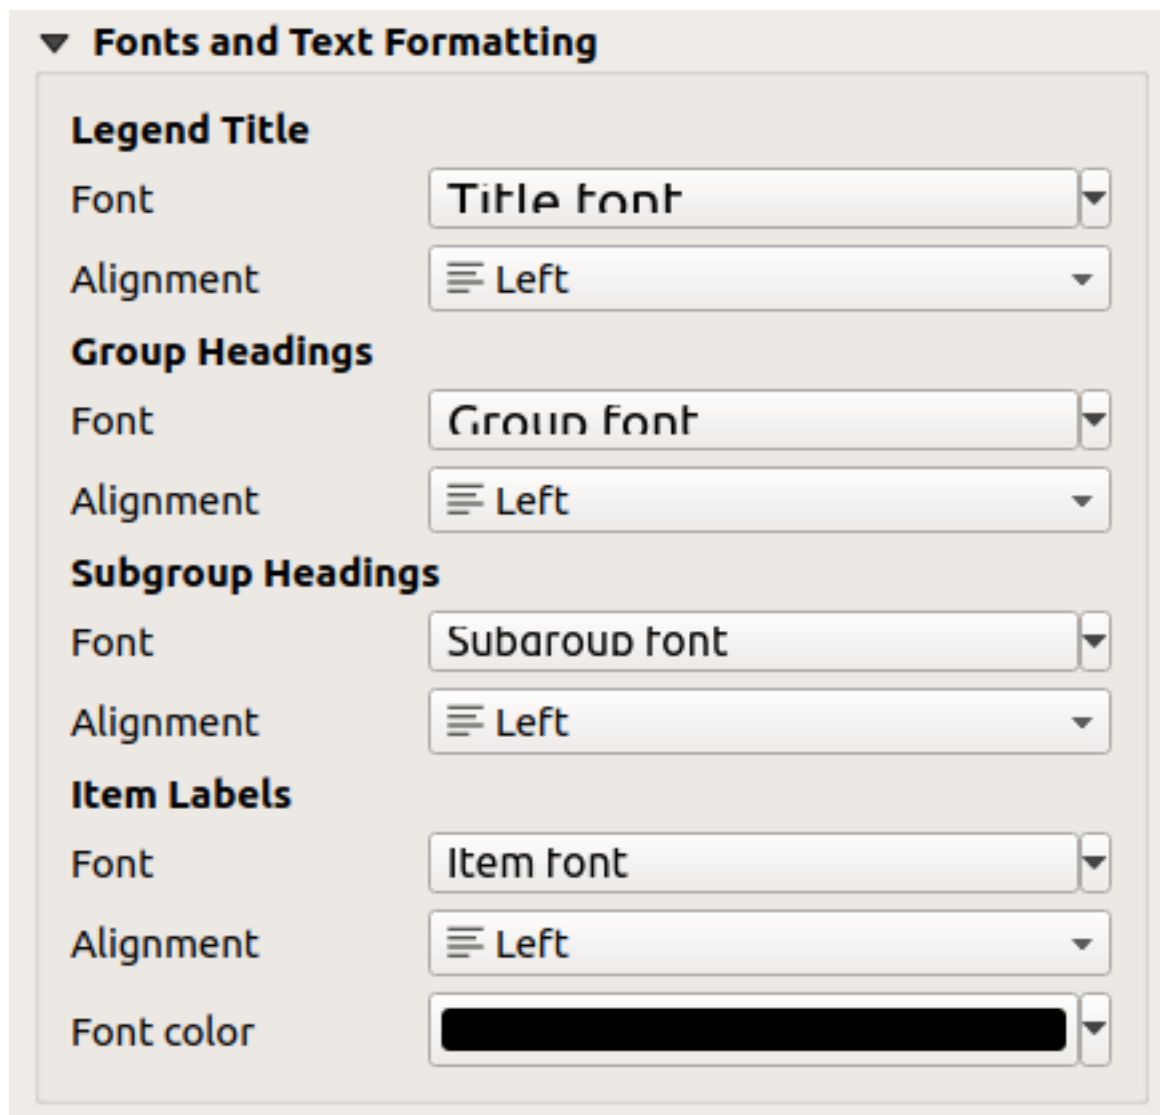 Fonts and Text Formatting
Legend Title
Font Title font
Alignment Left
Group Headings
Font Group font
Alignment Left
Subgroup Headings
Font Subgroup font
Alignment Left
Item Labels
Font Item font
Alignment Left
Font color